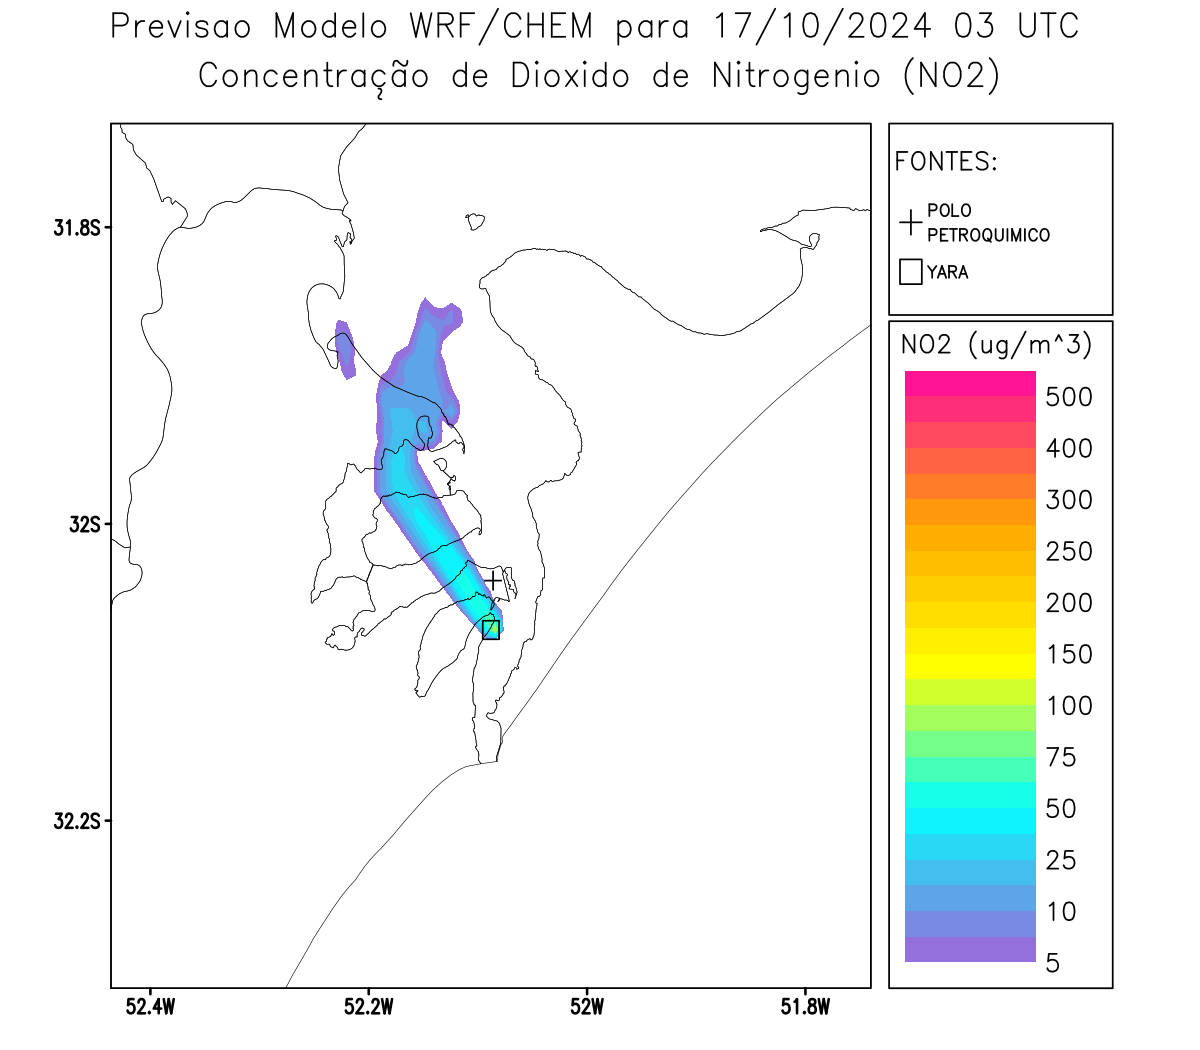 Previsao Modelo WRF/CHEM para 17/10/2024 03 UTC
Concentração de Dioxido de Nitrogenio (NO2)
31.8S
32S
32.2S
52.4W
52.2W
52W
51.8W
FONTES:
POLO
PETROQUIMICO
YARA
NO2 (ug/m^3)
500
400
300
250
200
150
100
75
50
25
10
5